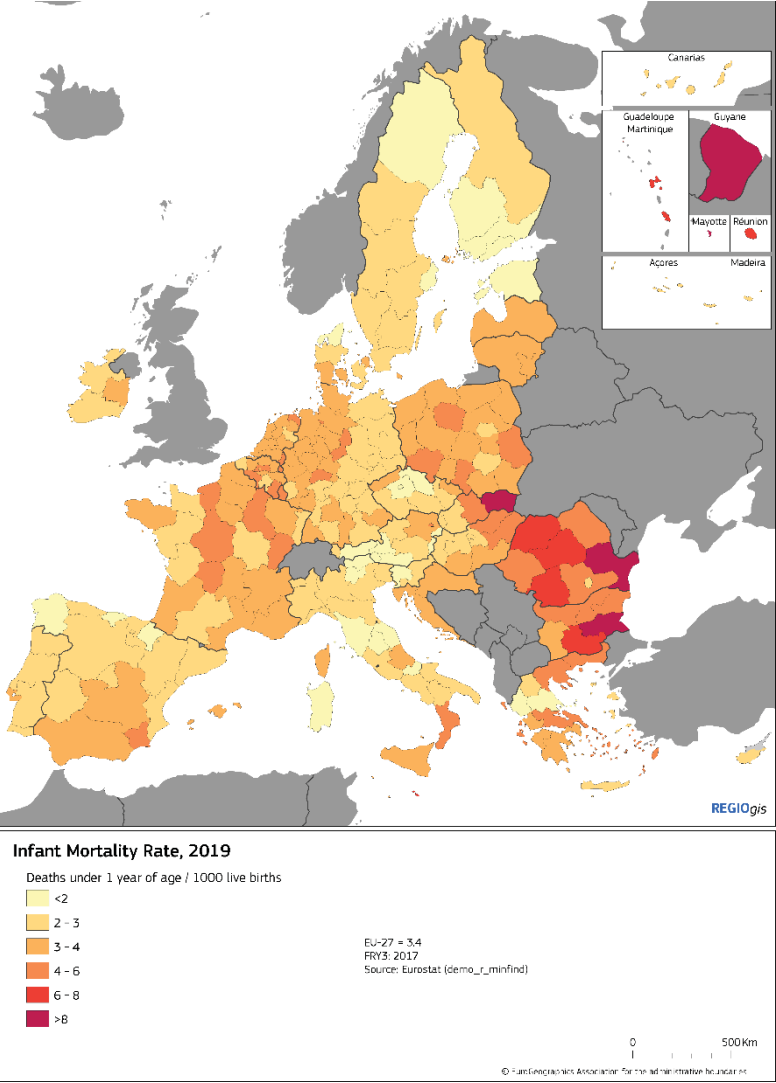 Canarias
Guadeloupe
Martinique
Guyane
Mayotte
Réunion
Açores
Madeira
REGIOgis
Infant Mortality Rate, 2019
Deaths under 1 year of age / 1000 live births
<2
2 - 3
3 - 4
4 - 6
6 - 8
>8
EU-27 = 3.4
FRY3: 2017
Source: Eurostat (demo_r_minfind)
0 500 Km
© EuroGeographics Association for the administrative boundaries